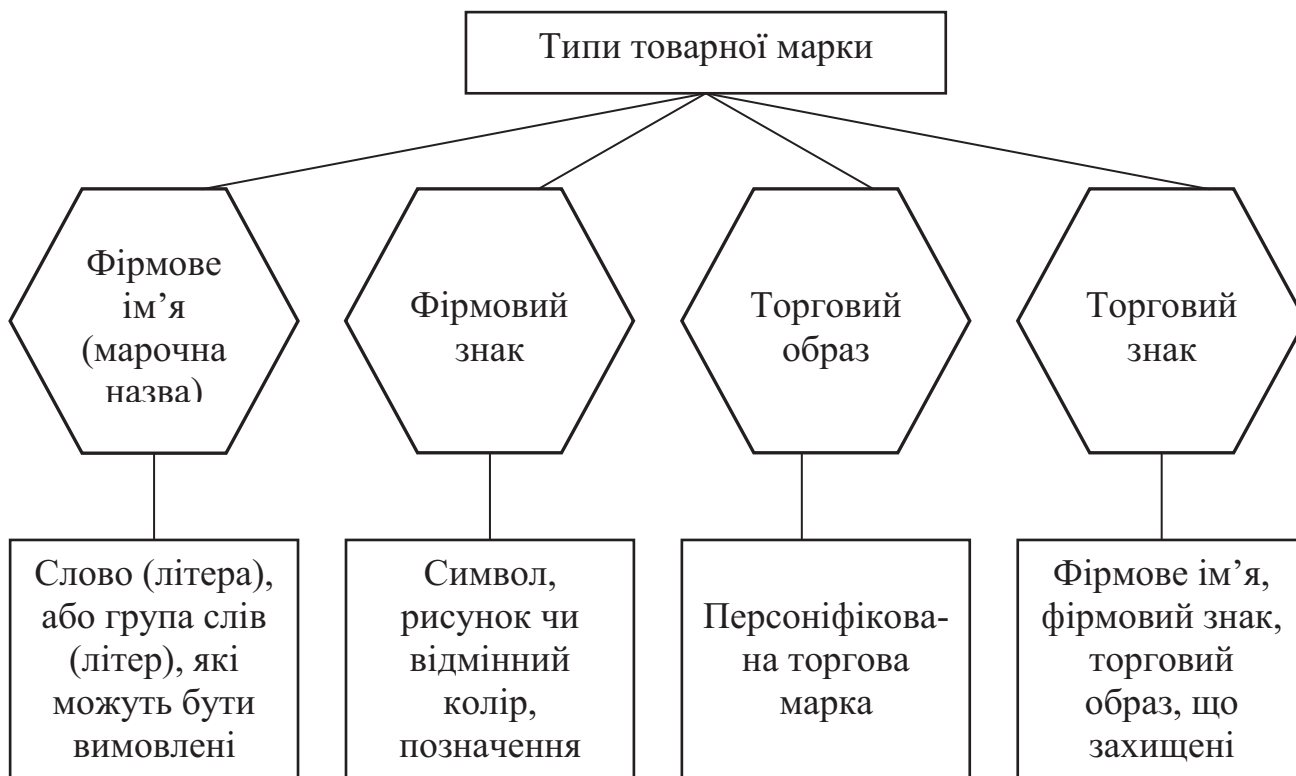 Типи товарної марки
Фірмове
ім’я
(марочна
назва)
Фірмовий
знак
Торговий
образ
Торговий
знак
Слово (літера),
або група слів
(літер), які
можуть бути
вимовлені
Символ,
рисунок чи
відмінний
колір,
позначення
Персоніфікова-
на торгова
марка
Фірмове ім’я,
фірмовий знак,
торговий
образ, що
захищені